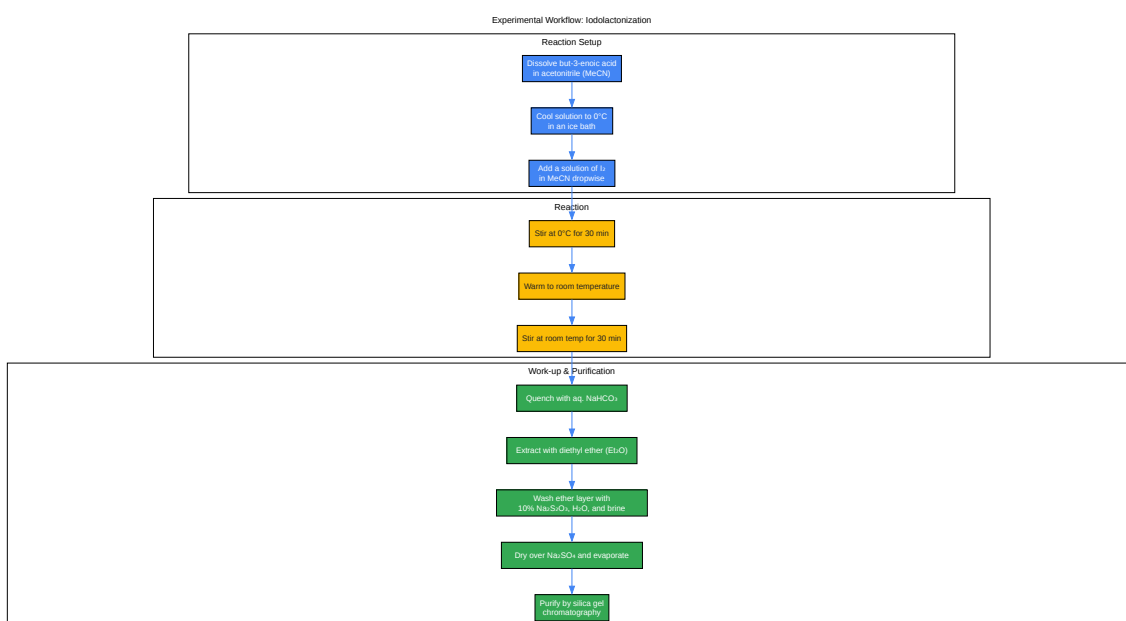 Experimental Workflow: Iodolactonization
Reaction Setup
Dissolve but-3-enoic acid
in acetonitrile (MeCN)
Cool solution to 0°C
in an ice bath
Add a solution of I₂
in MeCN dropwise
Reaction
Stir at 0°C for 30 min
Warm to room temperature
Stir at room temp for 30 min
Work-up & Purification
Quench with aq. NaHCO₃
Extract with diethyl ether (Et₂O)
Wash ether layer with
10% Na₂S₂O₃, H₂O, and brine
Dry over Na₂SO₄ and evaporate
Purify by silica gel
chromatography